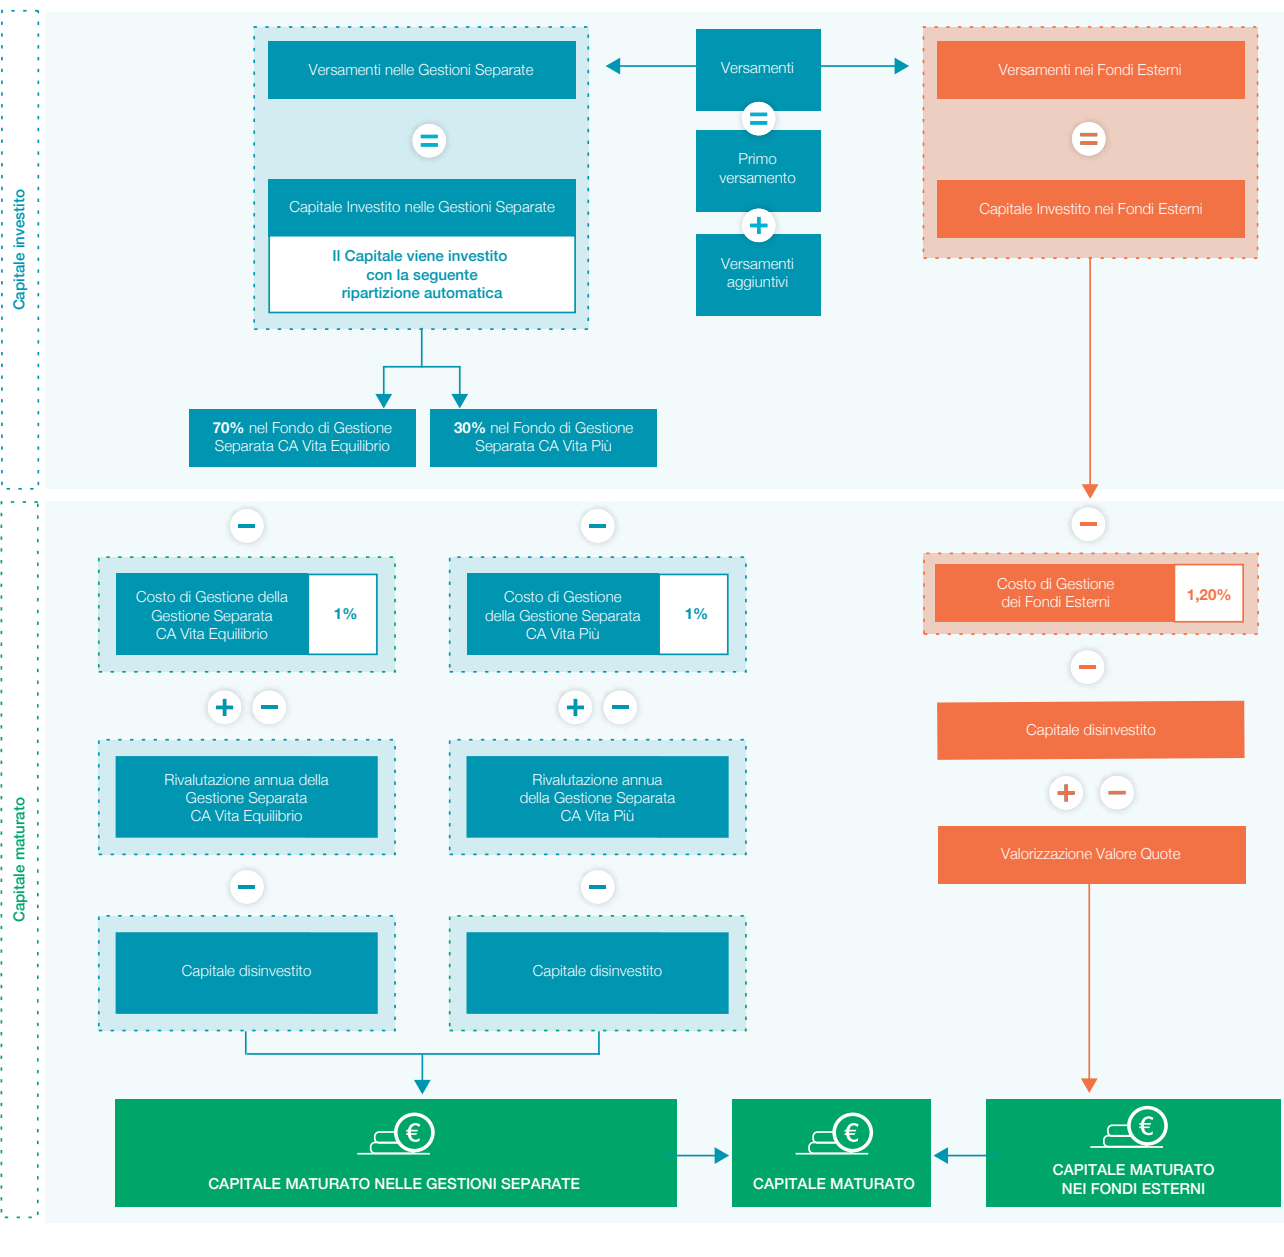 Capitale investito
Versamenti nelle Gestioni Separate
=
Capitale Investito nelle Gestioni Separate
Il Capitale viene investito
con la seguente
ripartizione automatica
70% nel Fondo di Gestione
Separata CA Vita Equilibrio
30% nel Fondo di Gestione
Separata CA Vita Più
Versamenti
=
Primo
versamento
+
Versamenti
aggiuntivi
Versamenti nei Fondi Esterni
=
Capitale Investito nei Fondi Esterni
Capitale maturato
−
Costo di Gestione della
Gestione Separata
CA Vita Equilibrio
1%
+ −
Rivalutazione annua della
Gestione Separata
CA Vita Equilibrio
−
Capitale disinvestito
−
Costo di Gestione
della Gestione Separata
CA Vita Più
1%
+ −
Rivalutazione annua
della Gestione Separata
CA Vita Più
−
Capitale disinvestito
−
Costo di Gestione
dei Fondi Esterni
1,20%
−
Capitale disinvestito
+ −
Valorizzazione Valore Quote
€
CAPITALE MATURATO NELLE GESTIONI SEPARATE
€
CAPITALE MATURATO
€
CAPITALE MATURATO
NEI FONDI ESTERNI